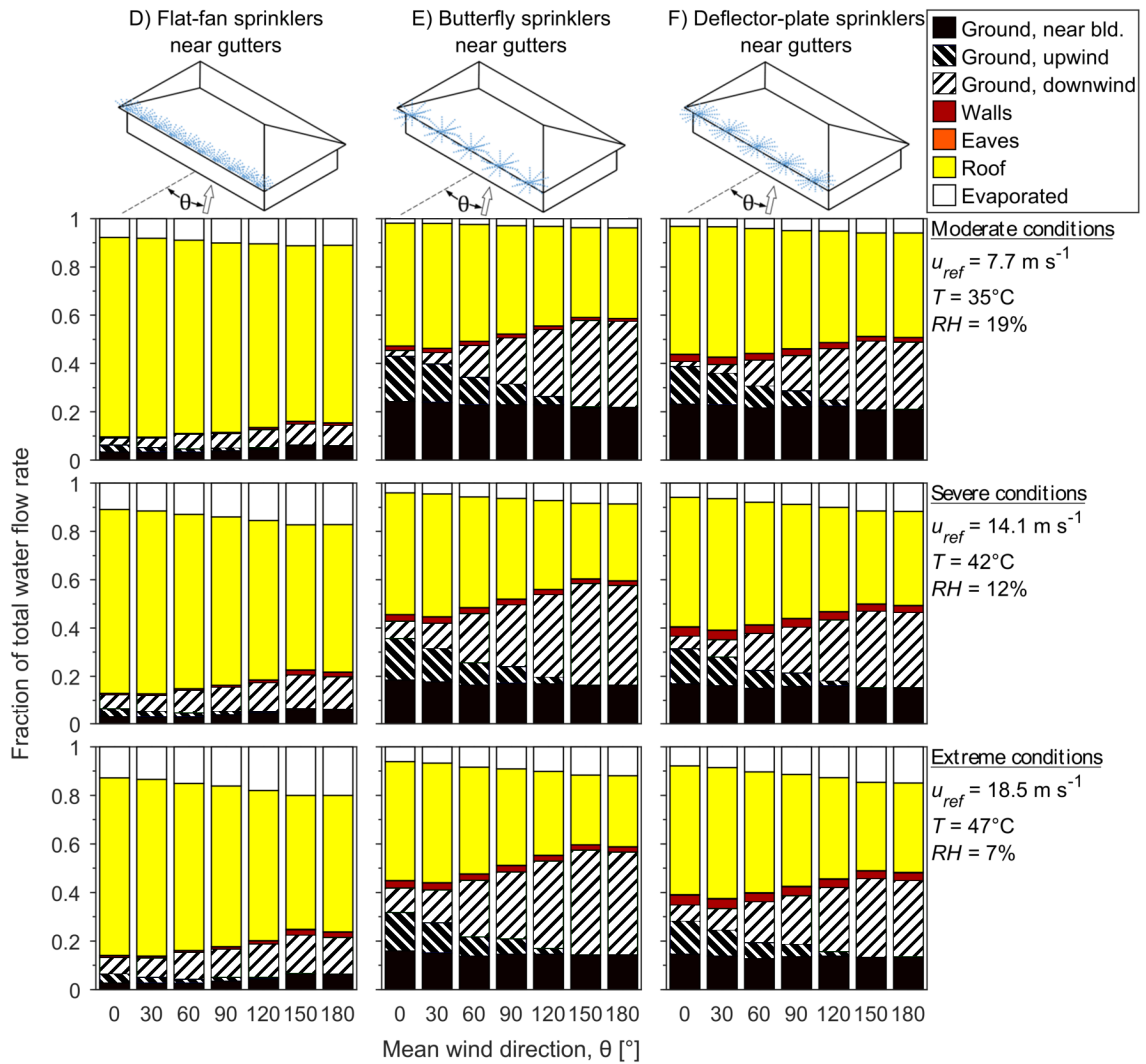 D) Flat-fan sprinklers
near gutters
E) Butterfly sprinklers
near gutters
F) Deflector-plate sprinklers
near gutters
Ground, near bld.
Ground, upwind
Ground, downwind
Walls
Eaves
Roof
Evaporated
θ
θ
θ
Fraction of total water flow rate
1
0.8
0.6
0.4
0.2
0
Moderate conditions
u_ref = 7.7 m s⁻¹
T = 35°C
RH = 19%
1
0.8
0.6
0.4
0.2
0
Severe conditions
u_ref = 14.1 m s⁻¹
T = 42°C
RH = 12%
1
0.8
0.6
0.4
0.2
0
Extreme conditions
u_ref = 18.5 m s⁻¹
T = 47°C
RH = 7%
0 30 60 90 120 150 180
0 30 60 90 120 150 180
0 30 60 90 120 150 180
Mean wind direction, θ [°]